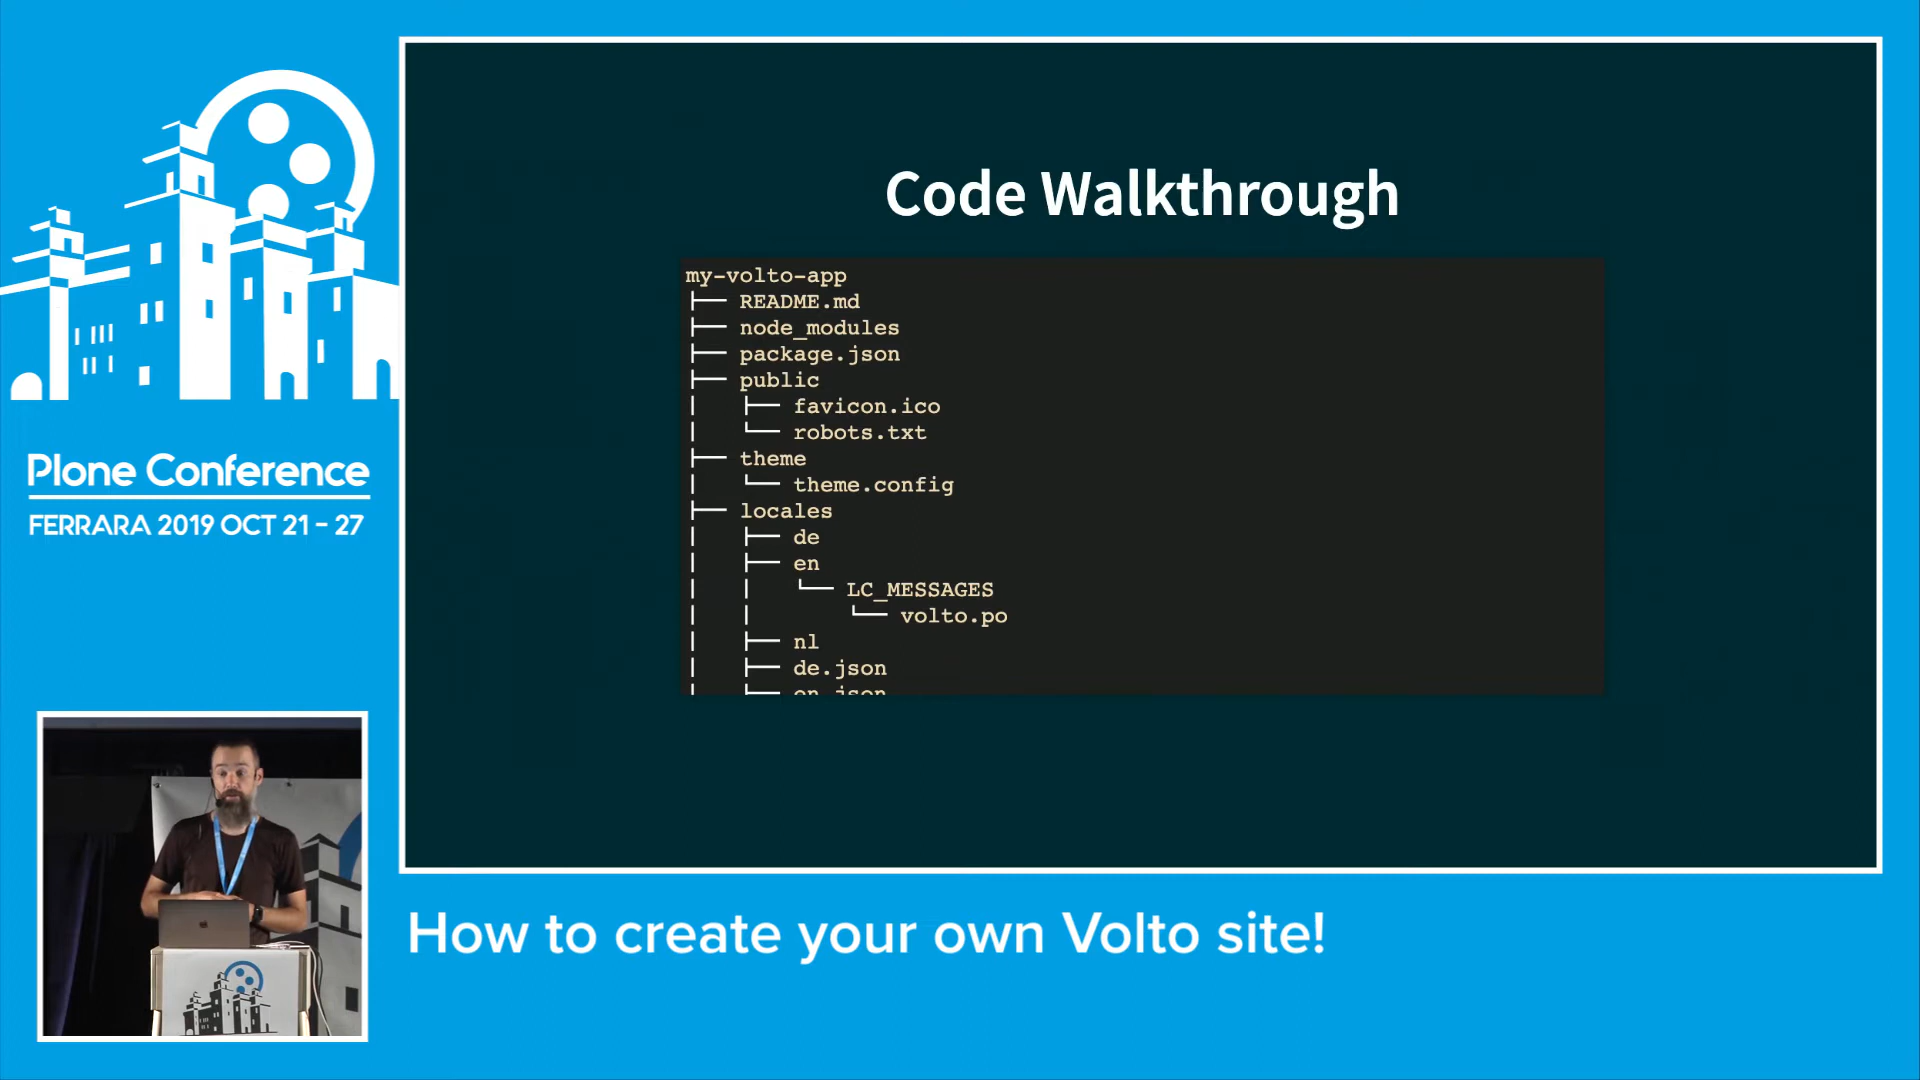 Plone Conference
FERRARA 2019 OCT 21 - 27
Code Walkthrough
my-volto-app
├── README.md
├── node_modules
├── package.json
├── public
│   ├── favicon.ico
│   └── robots.txt
├── theme
│   └── theme.config
├── locales
│   ├── de
│   ├── en
│   │   └── LC_MESSAGES
│   │       └── volto.po
│   ├── nl
│   ├── de.json
│   ├── en.json
How to create your own Volto site!